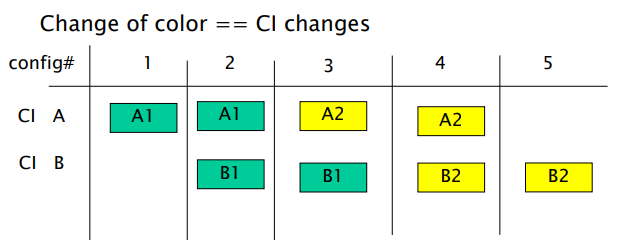 Change of color == CI changes
config# 1 2 3 4 5
CI A A1 A1 A2 A2
CI B B1 B1 B2 B2